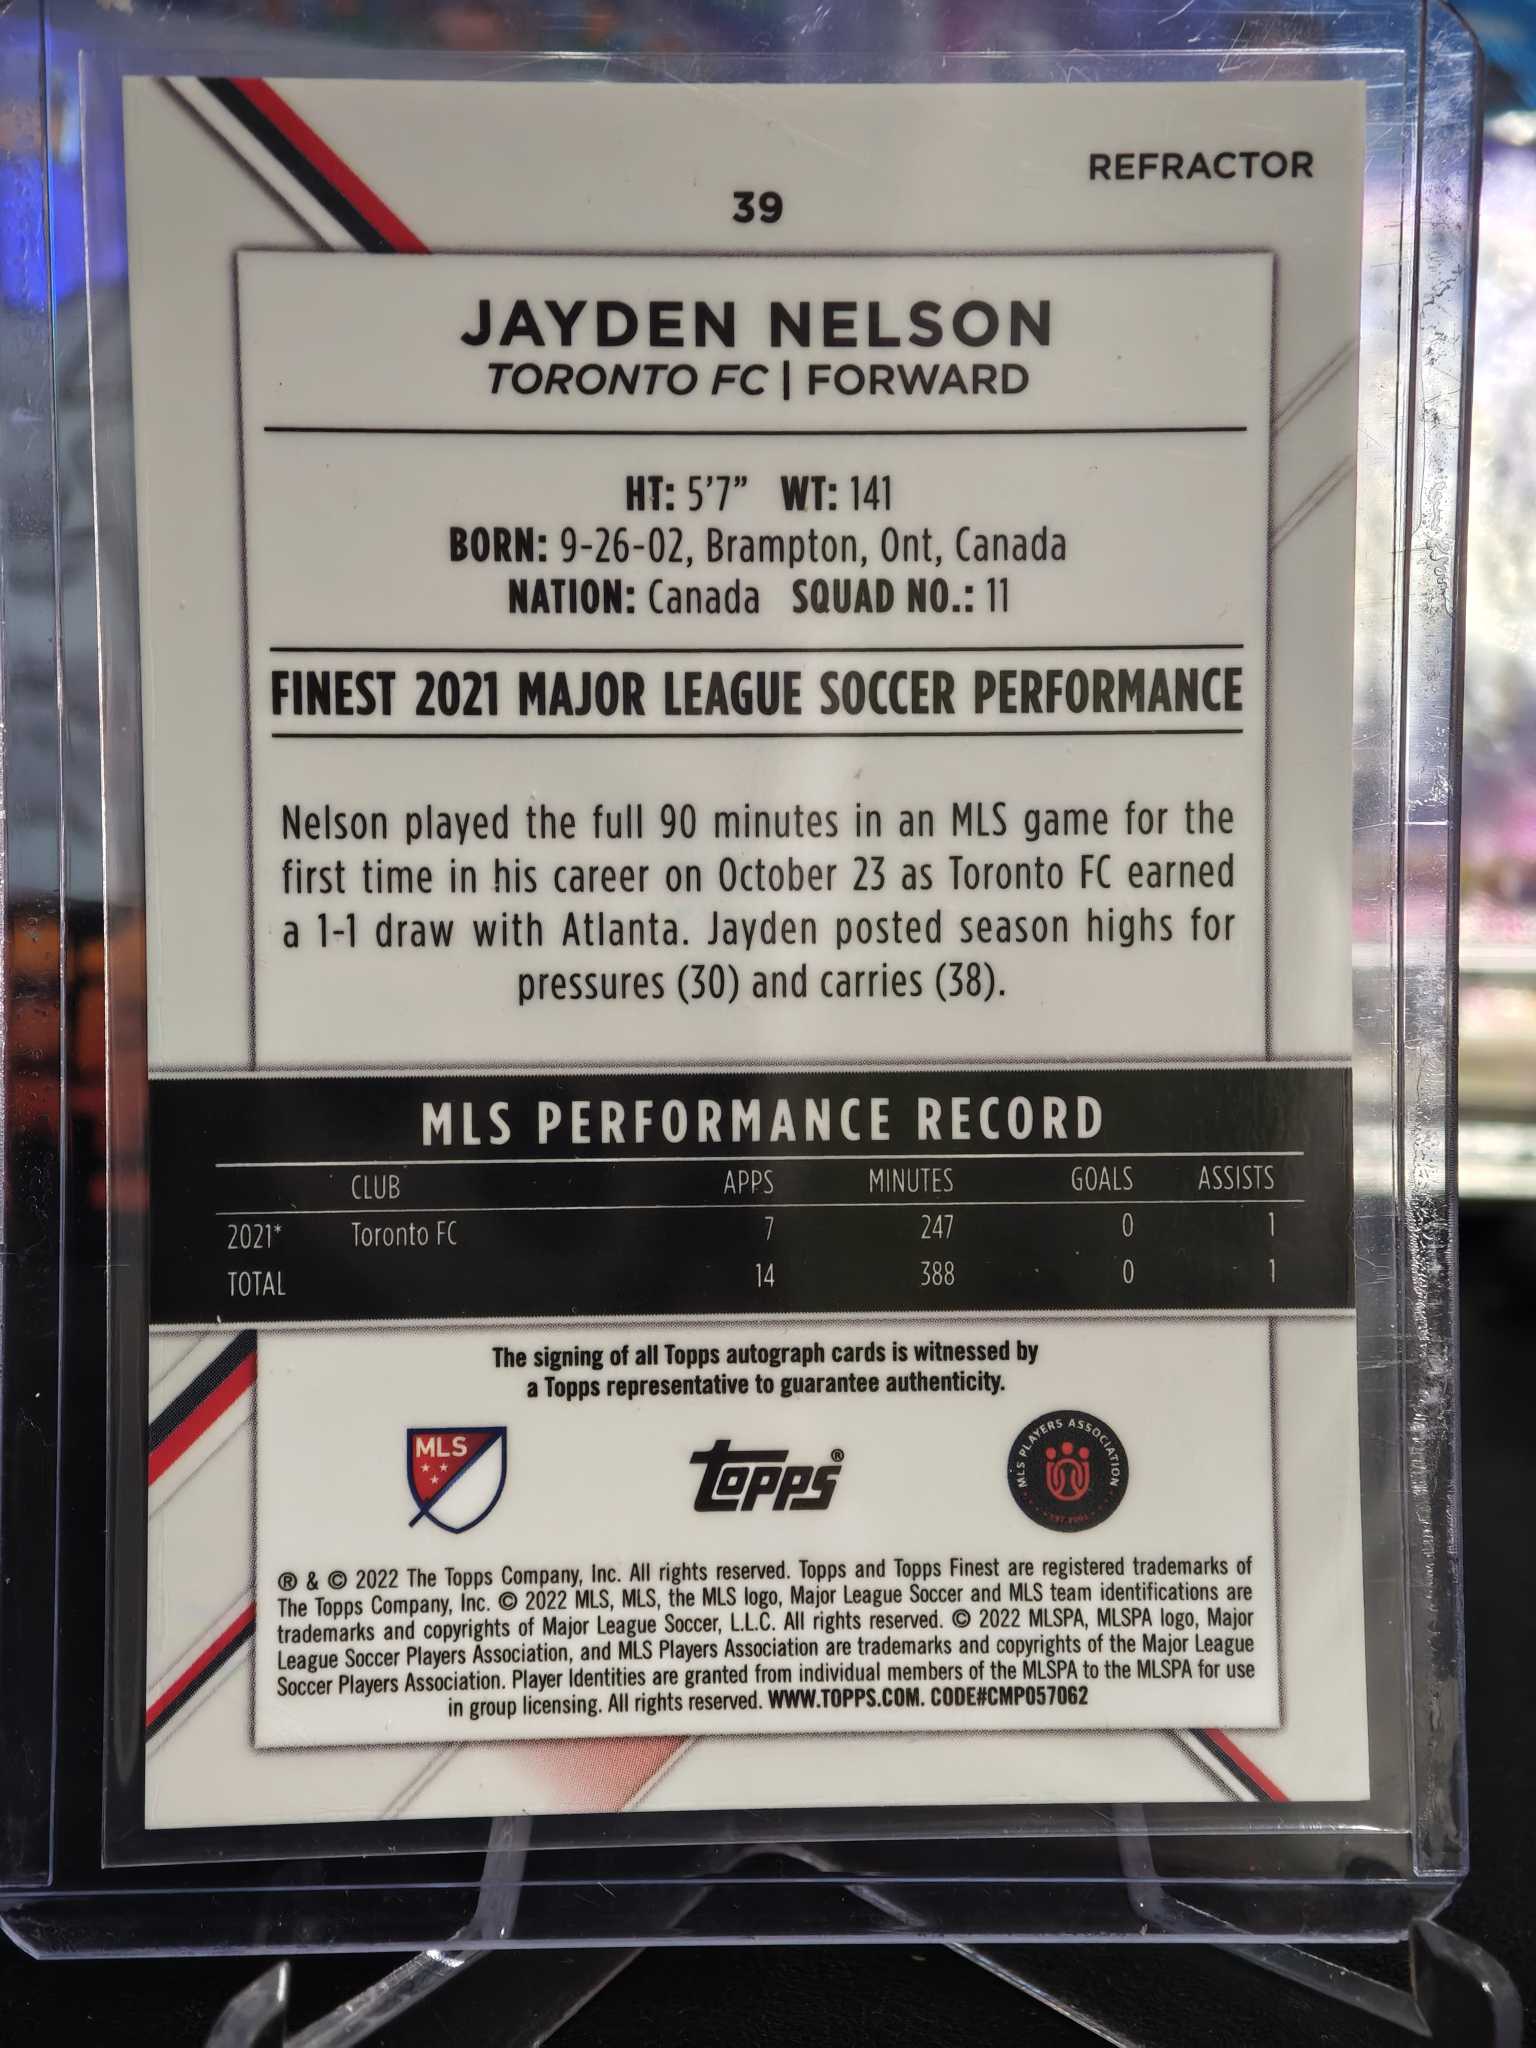 REFRACTOR
39
JAYDEN NELSON
TORONTO FC | FORWARD
HT: 5'7" WT: 141
BORN: 9-26-02, Brampton, Ont, Canada
NATION: Canada SQUAD NO.: 11
FINEST 2021 MAJOR LEAGUE SOCCER PERFORMANCE
Nelson played the full 90 minutes in an MLS game for the
first time in his career on October 23 as Toronto FC earned
a 1-1 draw with Atlanta. Jayden posted season highs for
pressures (30) and carries (38).
MLS PERFORMANCE RECORD
CLUB APPS MINUTES GOALS ASSISTS
2021* Toronto FC 7 247 0 1
TOTAL 14 388 0 1
The signing of all Topps autograph cards is witnessed by
a Topps representative to guarantee authenticity.
MLS
topps®
MLS PLAYERS ASSOCIATION
® & © 2022 The Topps Company, Inc. All rights reserved. Topps and Topps Finest are registered trademarks of
The Topps Company, Inc. © 2022 MLS, MLS, the MLS logo, Major League Soccer and MLS team identifications are
trademarks and copyrights of Major League Soccer, L.L.C. All rights reserved. © 2022 MLSPA, MLSPA logo, Major
League Soccer Players Association, and MLS Players Association are trademarks and copyrights of the Major League
Soccer Players Association. Player Identities are granted from individual members of the MLSPA to the MLSPA for use
in group licensing. All rights reserved. WWW.TOPPS.COM. CODE#CMP057062